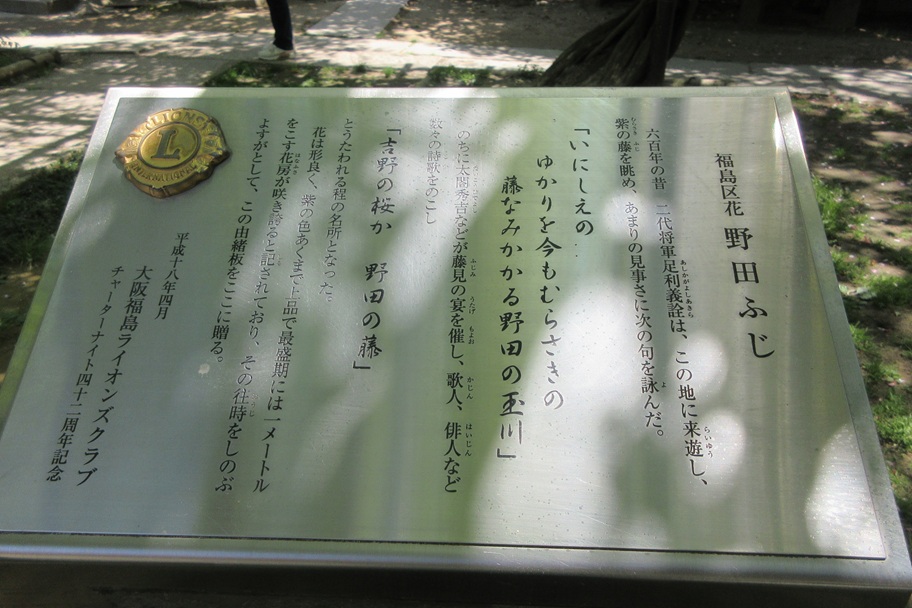 福島区花 野田ふじ
六百年の昔 二代将軍足利義詮は、この地に来遊し、
紫の藤を眺め、あまりの見事さに次の句を詠んだ。
「いにしえの
ゆかりを今もむらさきの
藤なみかかる野田の玉川」
のちに太閤秀吉などが藤見の宴を催し、歌人、俳人など
数々の詩歌をのこし
「吉野の桜か 野田の藤」
とうたわれる程の名所となった。
花は形良く、紫の色あくまで上品で最盛期には一メートル
をこす花房が咲き誇ると記されており、その往時をしのぶ
よすがとして、この由緒板をここに贈る。
平成十八年四月
大阪福島ライオンズクラブ
チャーターナイト四十二周年記念
LIONS
L
INTERNATIONAL